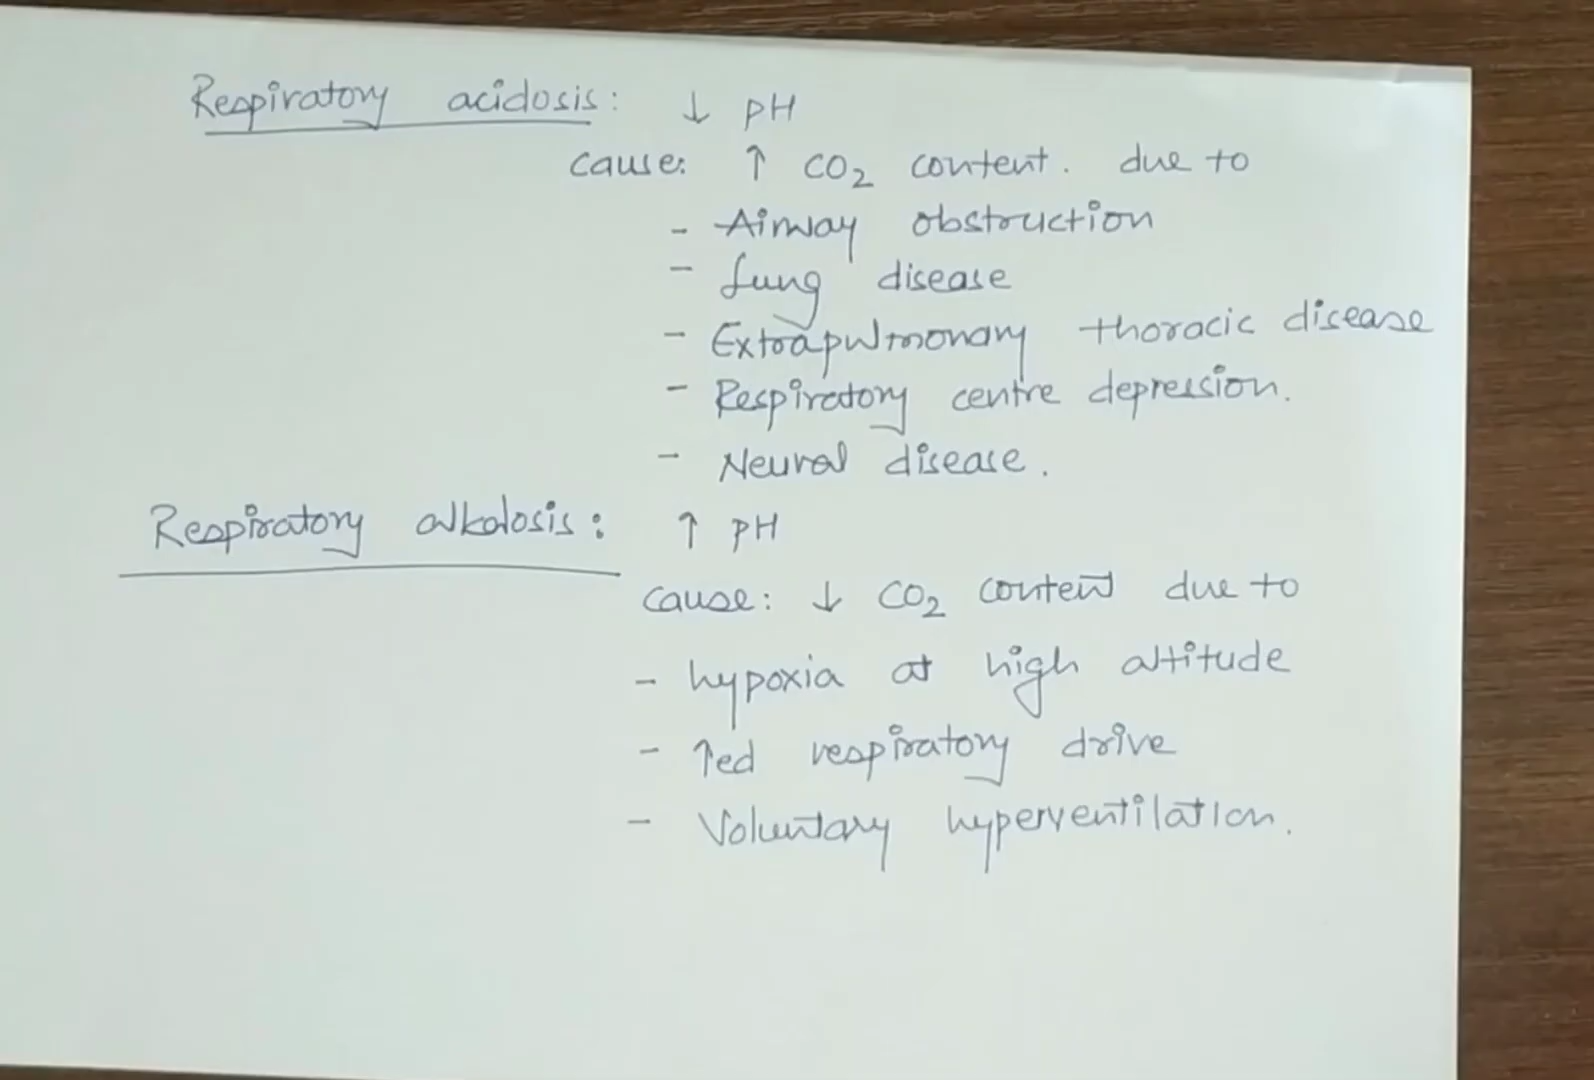 Respiratory acidosis: ↓ pH
cause: ↑ CO₂ content. due to
- Airway obstruction
- Lung disease
- Extrapulmonary thoracic disease
- Respiratory centre depression.
- Neural disease.
Respiratory alkalosis: ↑ pH
cause: ↓ CO₂ content due to
- hypoxia at high altitude
- ↑ed respiratory drive
- Voluntary hyperventilation.